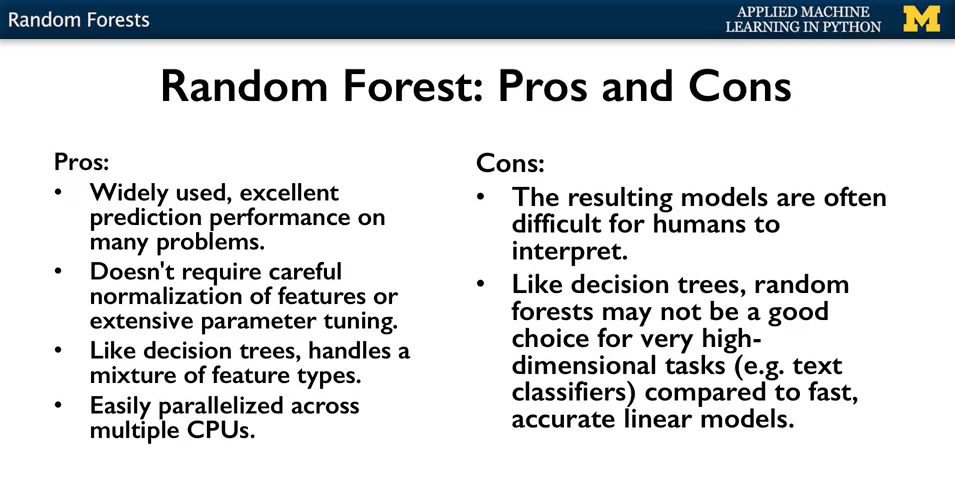 Random Forests
APPLIED MACHINE
LEARNING IN PYTHON
M
Random Forest: Pros and Cons
Pros:
• Widely used, excellent
prediction performance on
many problems.
• Doesn't require careful
normalization of features or
extensive parameter tuning.
• Like decision trees, handles a
mixture of feature types.
• Easily parallelized across
multiple CPUs.
Cons:
• The resulting models are often
difficult for humans to
interpret.
• Like decision trees, random
forests may not be a good
choice for very high-
dimensional tasks (e.g. text
classifiers) compared to fast,
accurate linear models.